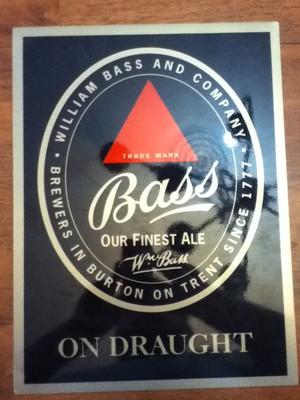 • WILLIAM BASS AND COMPANY •
TRADE MARK
Bass
OUR FINEST ALE
Wm Bass
BREWERS IN BURTON ON TRENT SINCE 1777
ON DRAUGHT